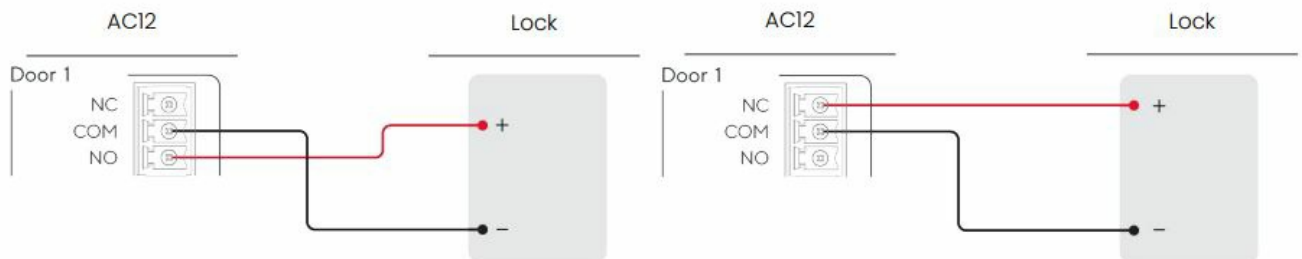 AC12 Lock AC12 Lock
Door 1 Door 1
NC NC +
COM + COM
NO NO
− −